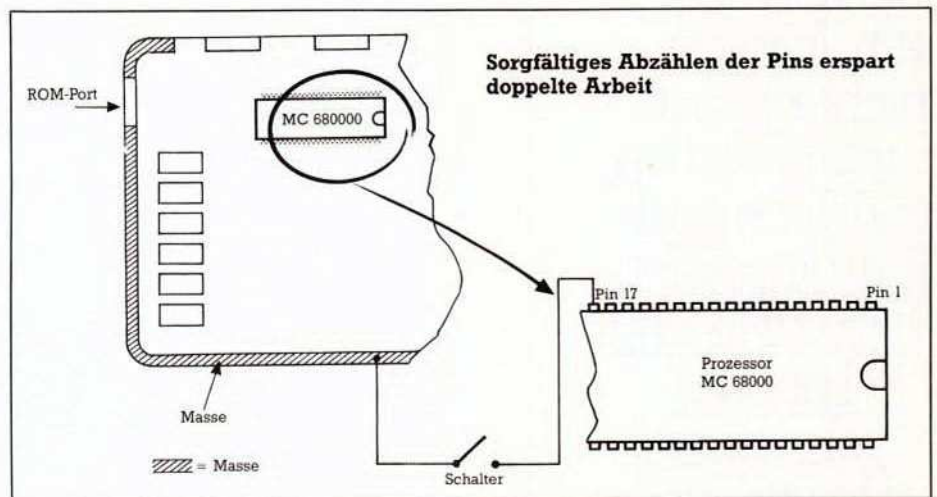 Sorgfältiges Abzählen der Pins erspart
doppelte Arbeit
ROM-Port
MC 680000
Pin 17
Pin 1
Prozessor
MC 68000
Masse
= Masse
Schalter